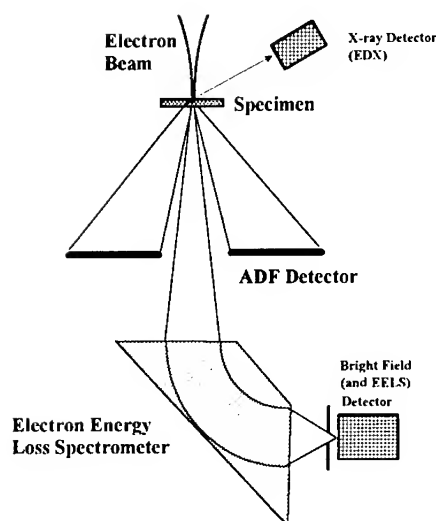 Electron
Beam
X-ray Detector
(EDX)
Specimen
ADF Detector
Bright Field
(and EELS)
Detector
Electron Energy
Loss Spectrometer